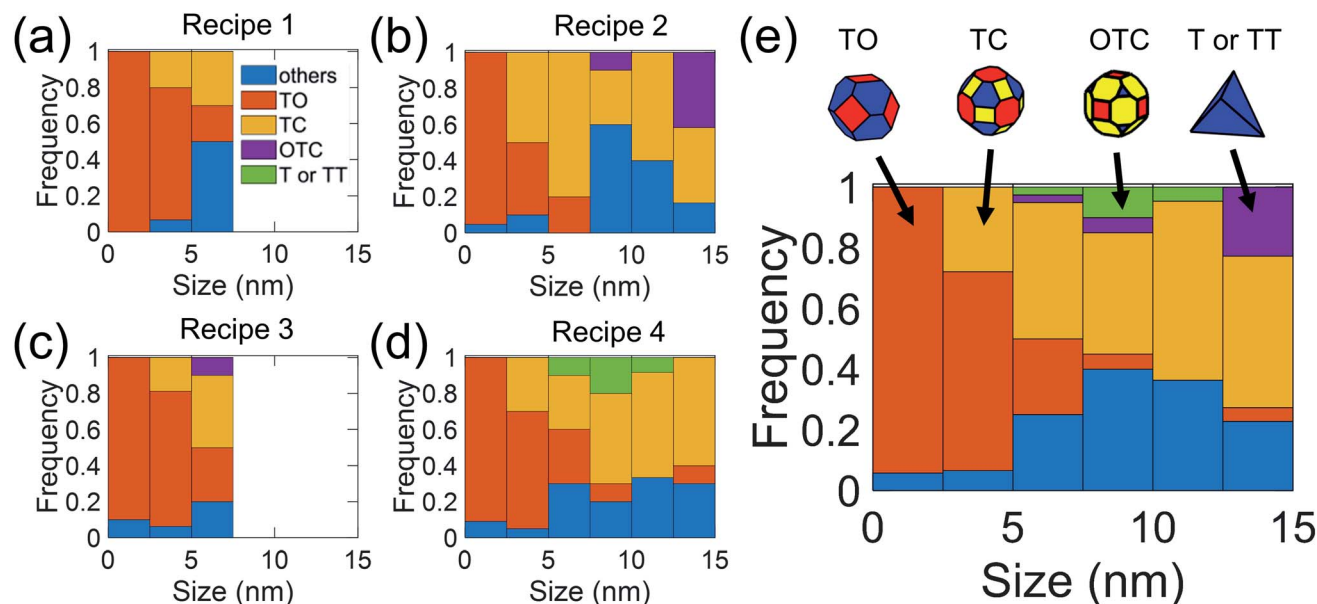 (a)
Recipe 1
Frequency
1
0.8
0.6
0.4
0.2
0
0
5
10
15
Size (nm)
others
TO
TC
OTC
T or TT
(b)
Recipe 2
Frequency
1
0.8
0.6
0.4
0.2
0
0
5
10
15
Size (nm)
(c)
Recipe 3
Frequency
1
0.8
0.6
0.4
0.2
0
0
5
10
15
Size (nm)
(d)
Recipe 4
Frequency
1
0.8
0.6
0.4
0.2
0
0
5
10
15
Size (nm)
(e)
TO
TC
OTC
T or TT
Frequency
1
0.8
0.6
0.4
0.2
0
0
5
10
15
Size (nm)